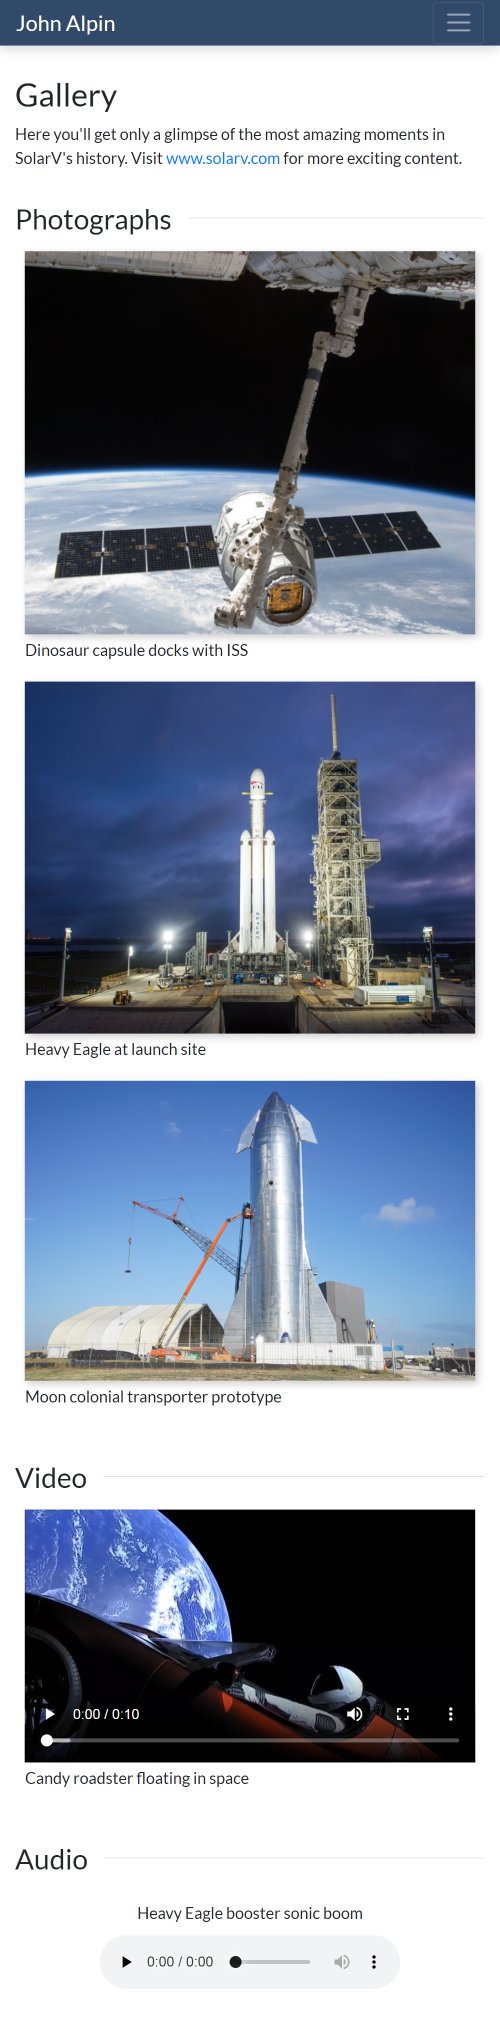 John Alpin
Gallery
Here you'll get only a glimpse of the most amazing moments in
SolarV's history. Visit www.solarv.com for more exciting content.
Photographs
Dinosaur capsule docks with ISS
Heavy Eagle at launch site
Moon colonial transporter prototype
Video
0:00 / 0:10
Candy roadster floating in space
Audio
Heavy Eagle booster sonic boom
0:00 / 0:00